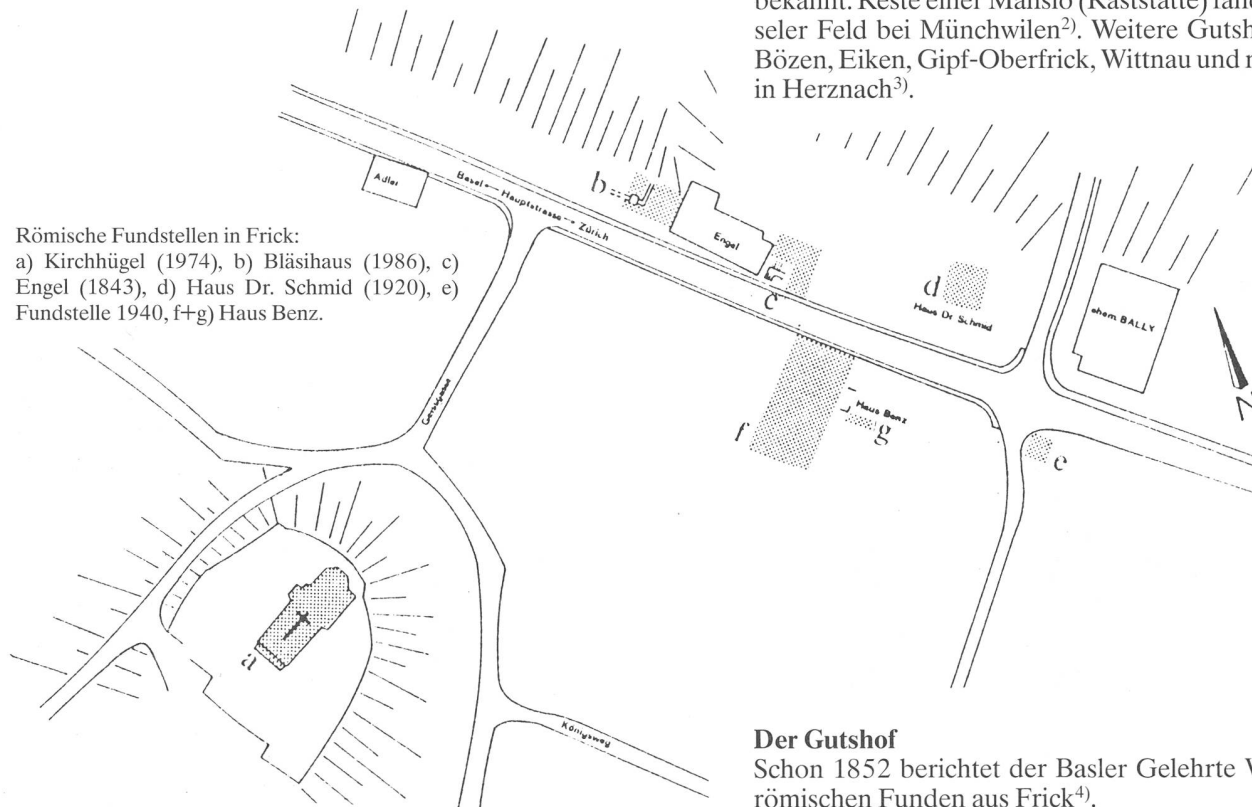 bekannt. Reste einer Mansio (Raststätte) fand
seler Feld bei Münchwilen2). Weitere Gutsh
Bözen, Eiken, Gipf-Oberfrick, Wittnau und
in Herznach3).
Römische Fundstellen in Frick:
a) Kirchhügel (1974), b) Bläsihaus (1986), c)
Engel (1843), d) Haus Dr. Schmid (1920), e)
Fundstelle 1940, f+g) Haus Benz.
Adler
Basel ← Hauptstrasse → Zürich
b
Engel
c
d
Haus Dr Schmid
ehem. BALLY
N
f
Haus Benz
g
e
a
Königsweg
Der Gutshof
Schon 1852 berichtet der Basler Gelehrte
römischen Funden aus Frick4).